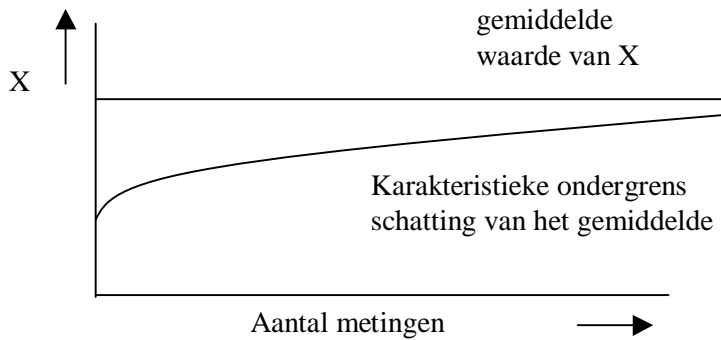 gemiddelde
waarde van X
X
Karakteristieke ondergrens
schatting van het gemiddelde
Aantal metingen